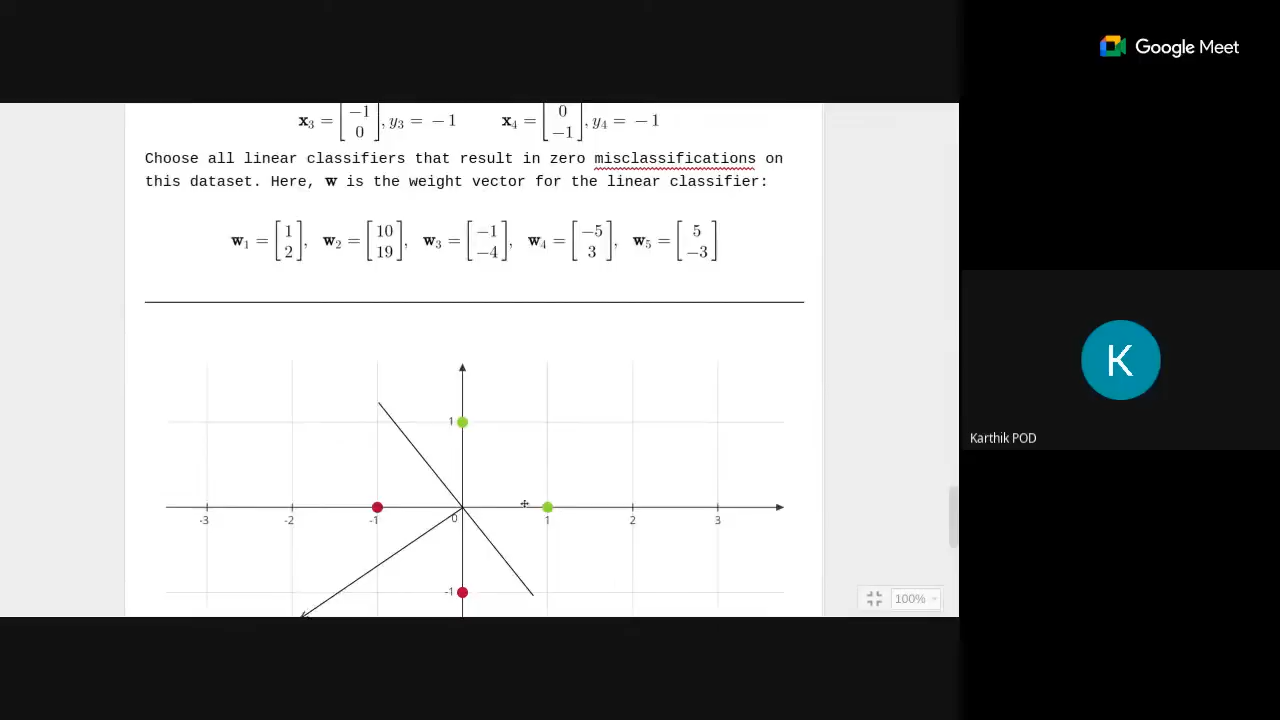 Google Meet
x₃ = [−1 0], y₃ = −1 x₄ = [0 −1], y₄ = −1
Choose all linear classifiers that result in zero misclassifications on
this dataset. Here, w is the weight vector for the linear classifier:
w₁ = [1 2], w₂ = [10 19], w₃ = [−1 −4], w₄ = [−5 3], w₅ = [5 −3]
1
-3 -2 -1 0 1 2 3
-1
100%
K
Karthik POD